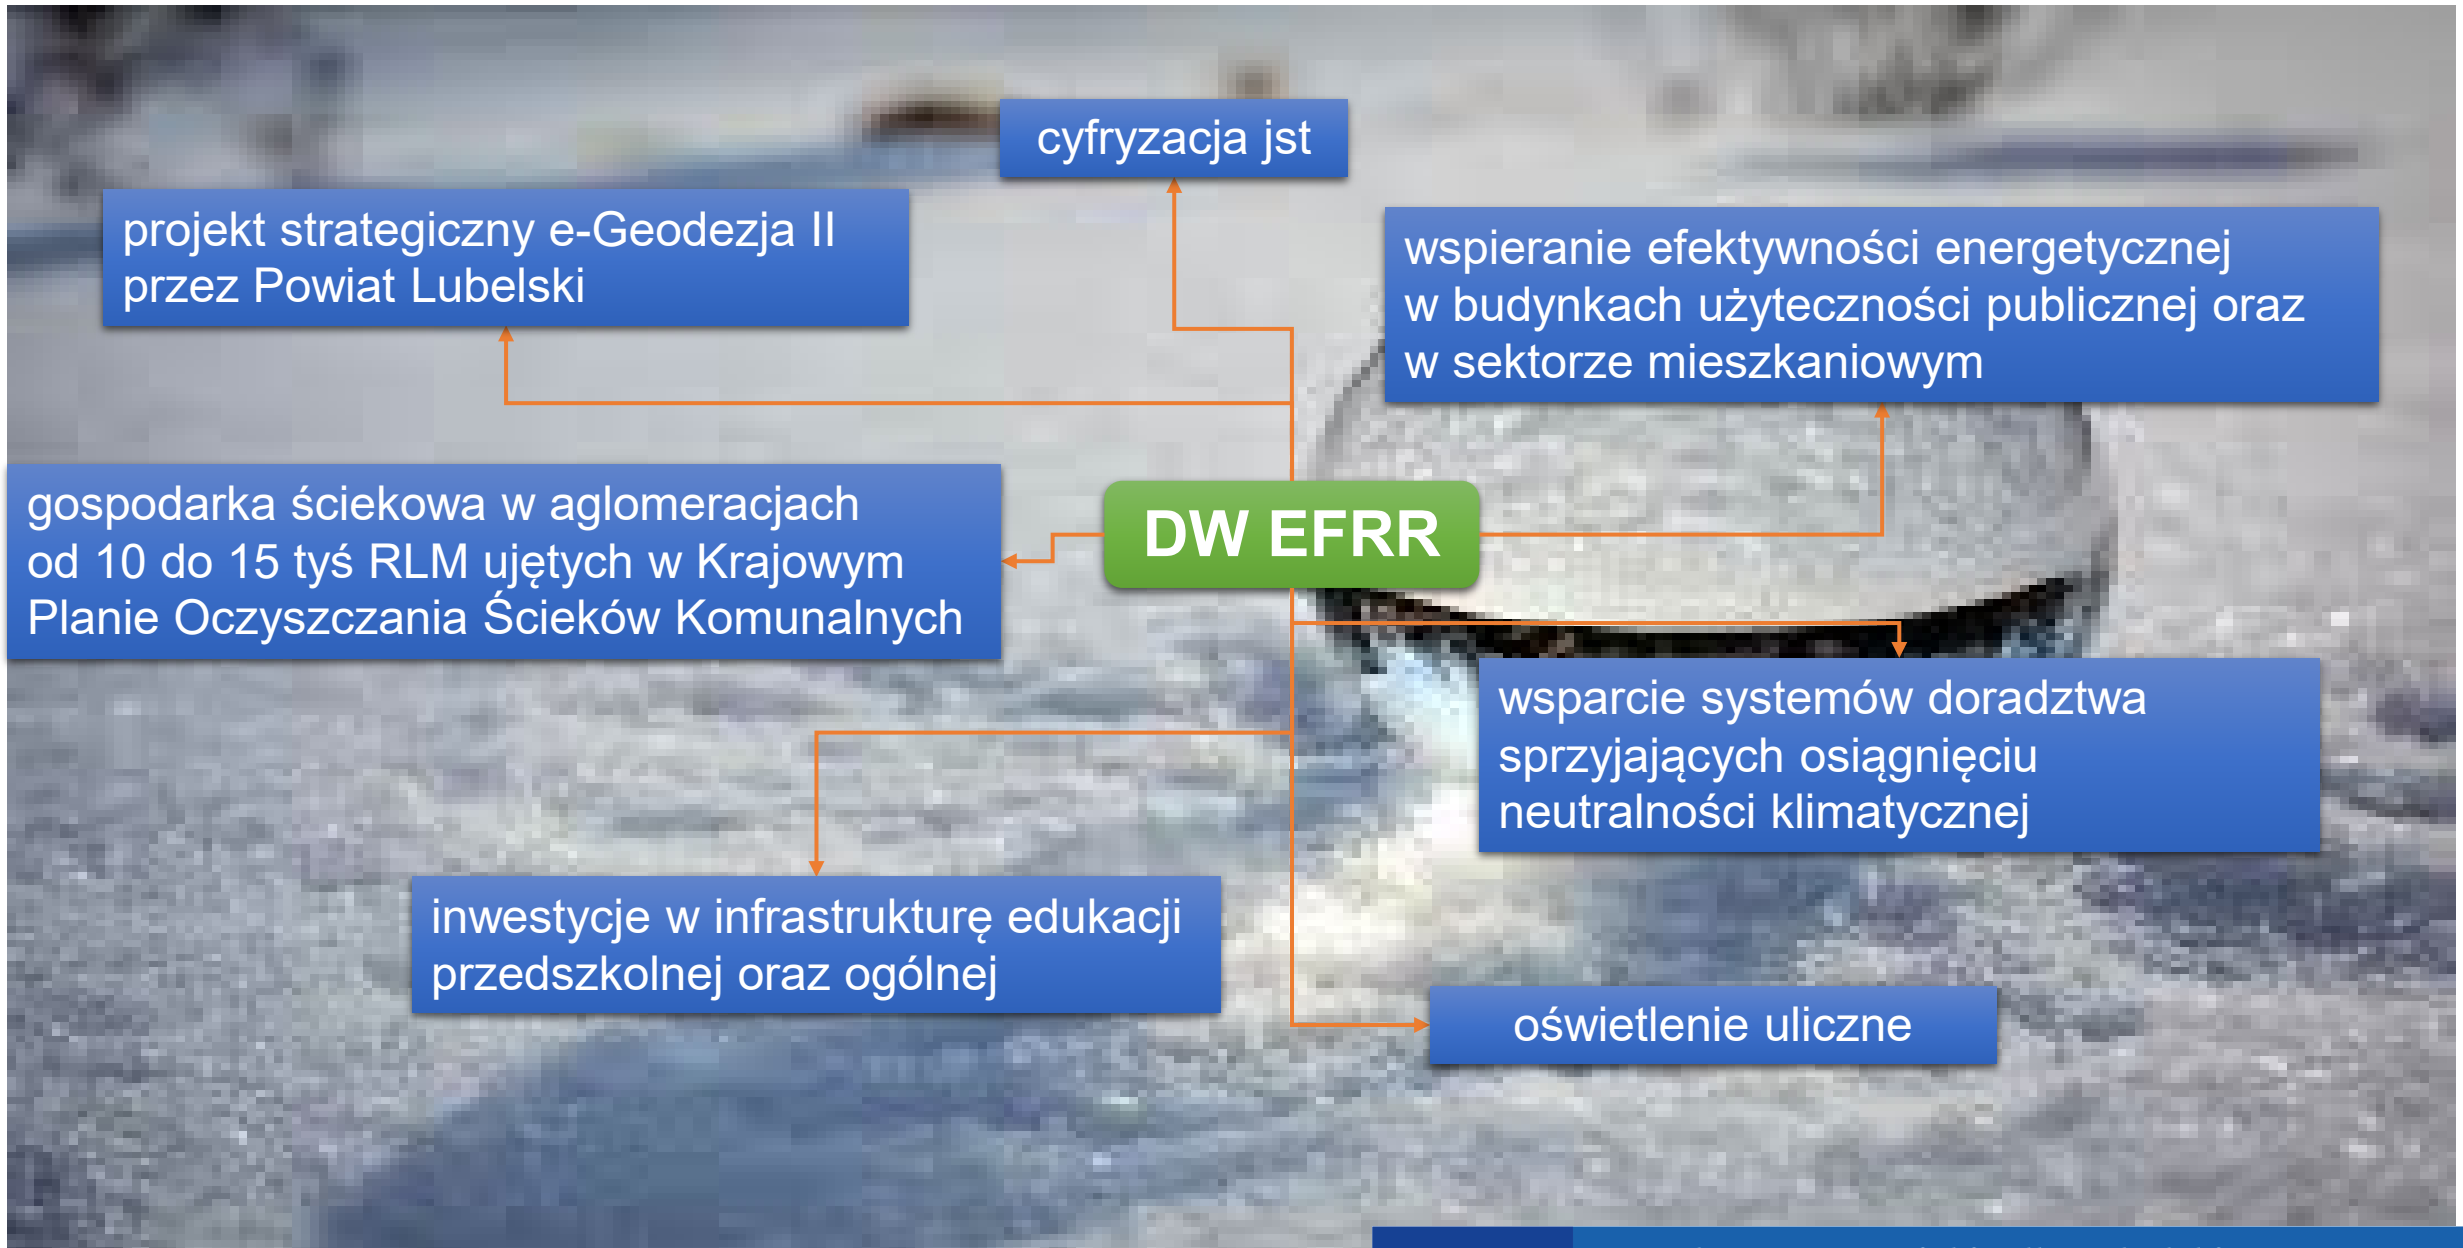 cyfryzacja jst
projekt strategiczny e-Geodezja II
przez Powiat Lubelski
wspieranie efektywności energetycznej
w budynkach użyteczności publicznej oraz
w sektorze mieszkaniowym
gospodarka ściekowa w aglomeracjach
od 10 do 15 tyś RLM ujętych w Krajowym
Planie Oczyszczania Ścieków Komunalnych
DW EFRR
wsparcie systemów doradztwa
sprzyjających osiągnięciu
neutralności klimatycznej
inwestycje w infrastrukturę edukacji
przedszkolnej oraz ogólnej
oświetlenie uliczne